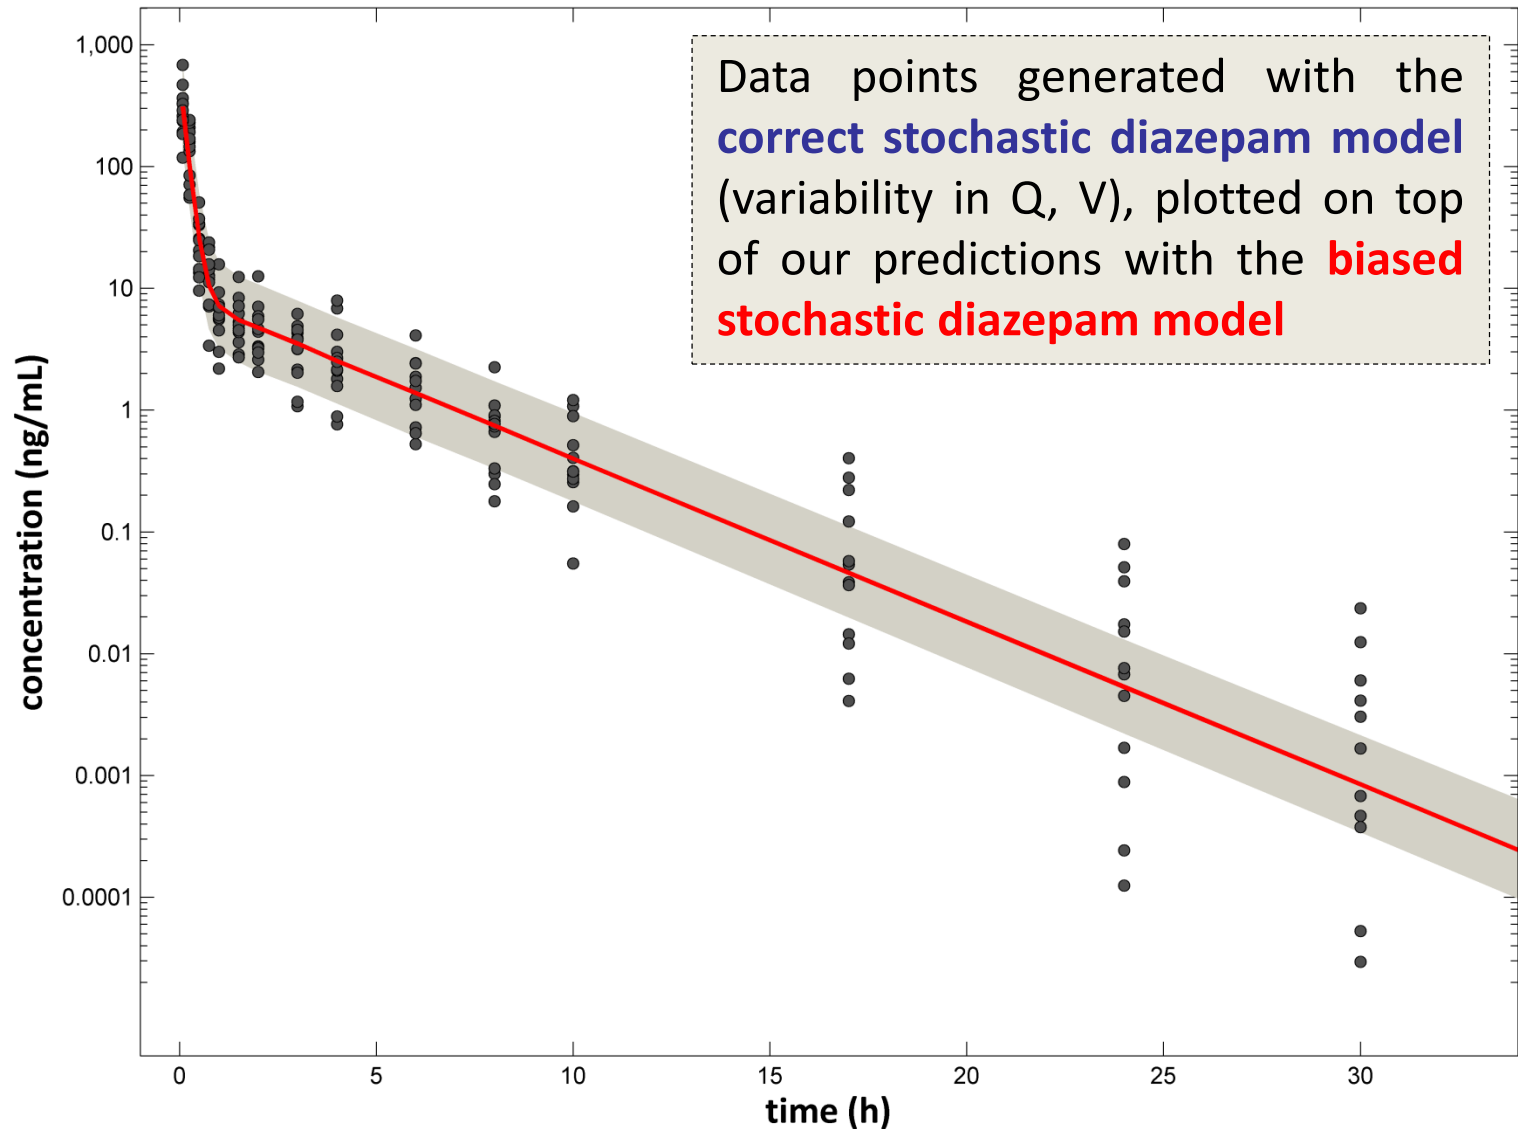 1,000
100
10
1
0.1
0.01
0.001
0.0001
concentration (ng/mL)
Data points generated with the
correct stochastic diazepam model
(variability in Q, V), plotted on top
of our predictions with the biased
stochastic diazepam model
0 5 10 15 20 25 30
time (h)